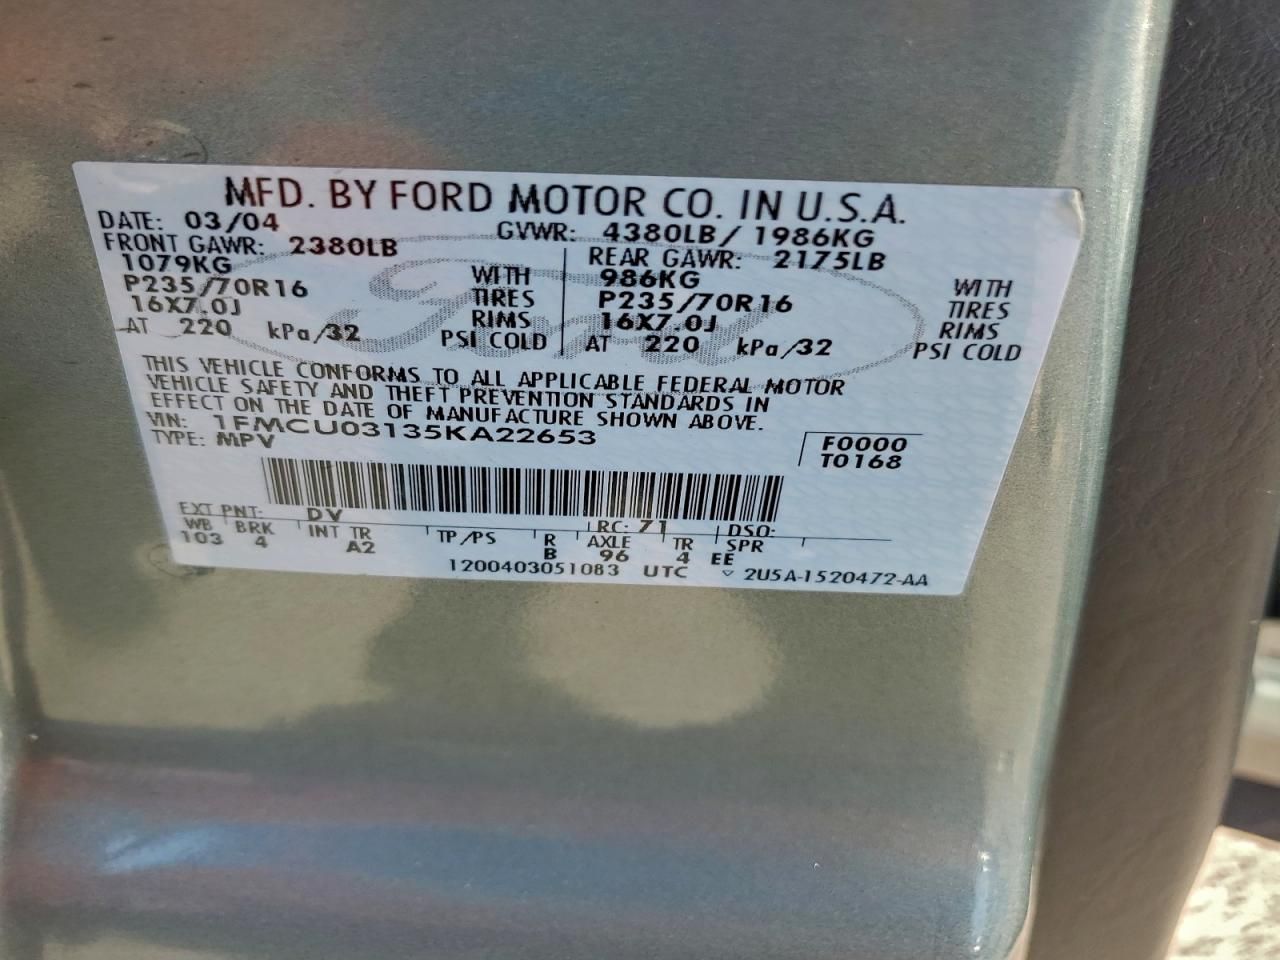 MFD. BY FORD MOTOR CO. IN U.S.A.
DATE: 03/04 GVWR: 4380LB/ 1986KG
FRONT GAWR: 2380LB REAR GAWR: 2175LB
1079KG WITH 986KG WITH
P235/70R16 TIRES P235/70R16 TIRES
16X7.0J RIMS 16X7.0J RIMS
AT 220 kPa/32 PSI COLD AT 220 kPa/32 PSI COLD
Ford
THIS VEHICLE CONFORMS TO ALL APPLICABLE FEDERAL MOTOR
VEHICLE SAFETY AND THEFT PREVENTION STANDARDS IN
EFFECT ON THE DATE OF MANUFACTURE SHOWN ABOVE.
VIN: 1FMCU03135KA22653 F0000
TYPE: MPV T0168
EXT PNT: DV RC: 71 DSO:
WB BRK INT TR TP/PS R AXLE TR SPR
103 4 A2 B 96 4 EE
1200403051083 UTC 2U5A-1520472-AA